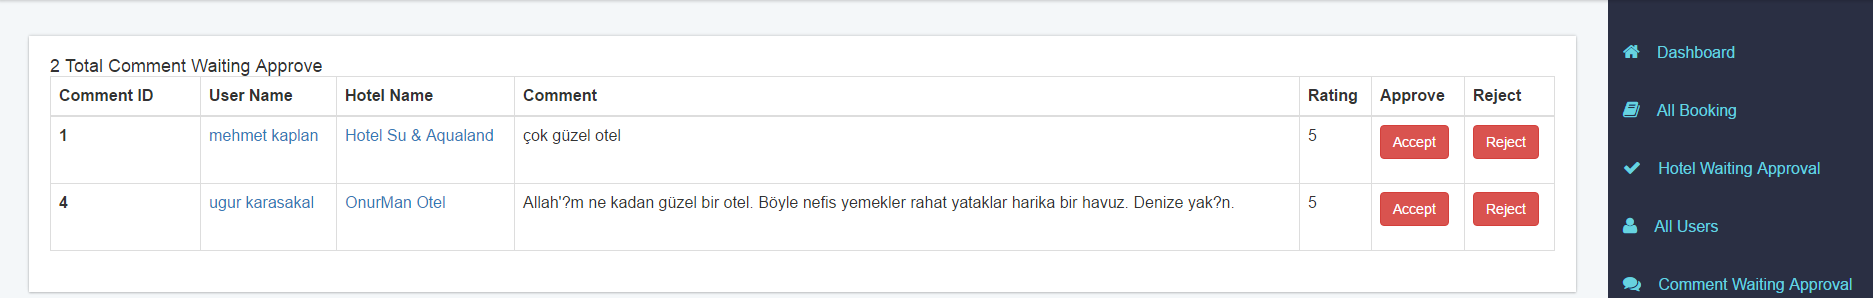 2 Total Comment Waiting Approve
Comment ID User Name Hotel Name Comment Rating Approve Reject
1 mehmet kaplan Hotel Su & Aqualand çok güzel otel 5 Accept Reject
4 ugur karasakal OnurMan Otel Allah'?m ne kadan güzel bir otel. Böyle nefis yemekler rahat yataklar harika bir havuz. Denize yak?n. 5 Accept Reject
Dashboard
All Booking
Hotel Waiting Approval
All Users
Comment Waiting Approval